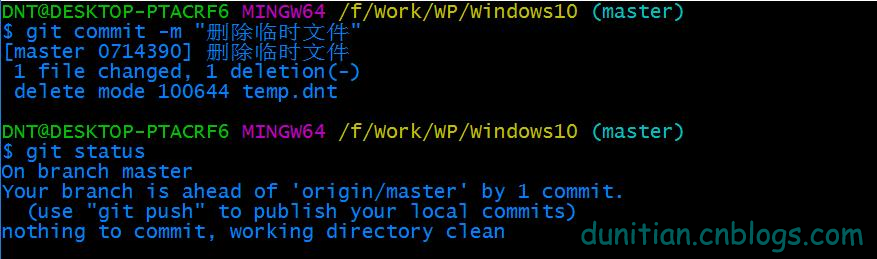 DNT@DESKTOP-PTACRF6 MINGW64 /f/Work/WP/Windows10 (master)
$ git commit -m "删除临时文件"
[master 0714390] 删除临时文件
 1 file changed, 1 deletion(-)
 delete mode 100644 temp.dnt
DNT@DESKTOP-PTACRF6 MINGW64 /f/Work/WP/Windows10 (master)
$ git status
On branch master
Your branch is ahead of 'origin/master' by 1 commit.
  (use "git push" to publish your local commits)
nothing to commit, working directory clean
dunitian.cnblogs.com